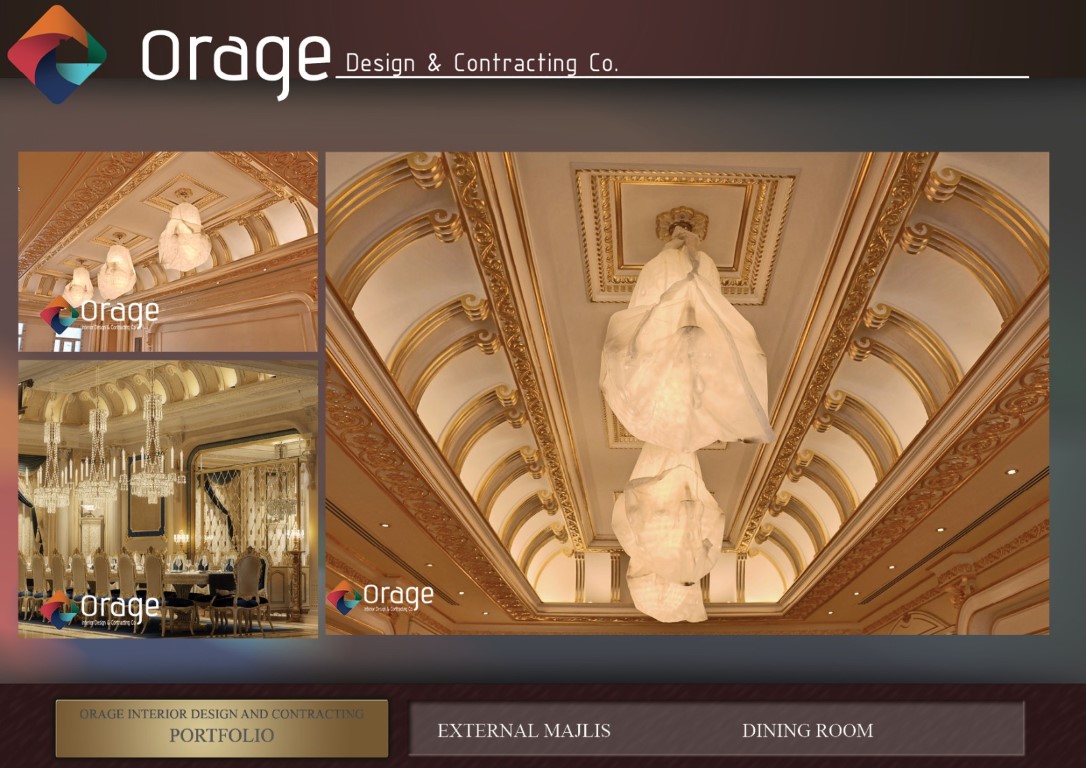 Orage
Design & Contracting Co.
Orage
Interior Design & Contracting Co.
Orage
Interior Design & Contracting Co.
Orage
Interior Design & Contracting Co.
ORAGE INTERIOR DESIGN AND CONTRACTING
PORTFOLIO
EXTERNAL MAJLIS
DINING ROOM